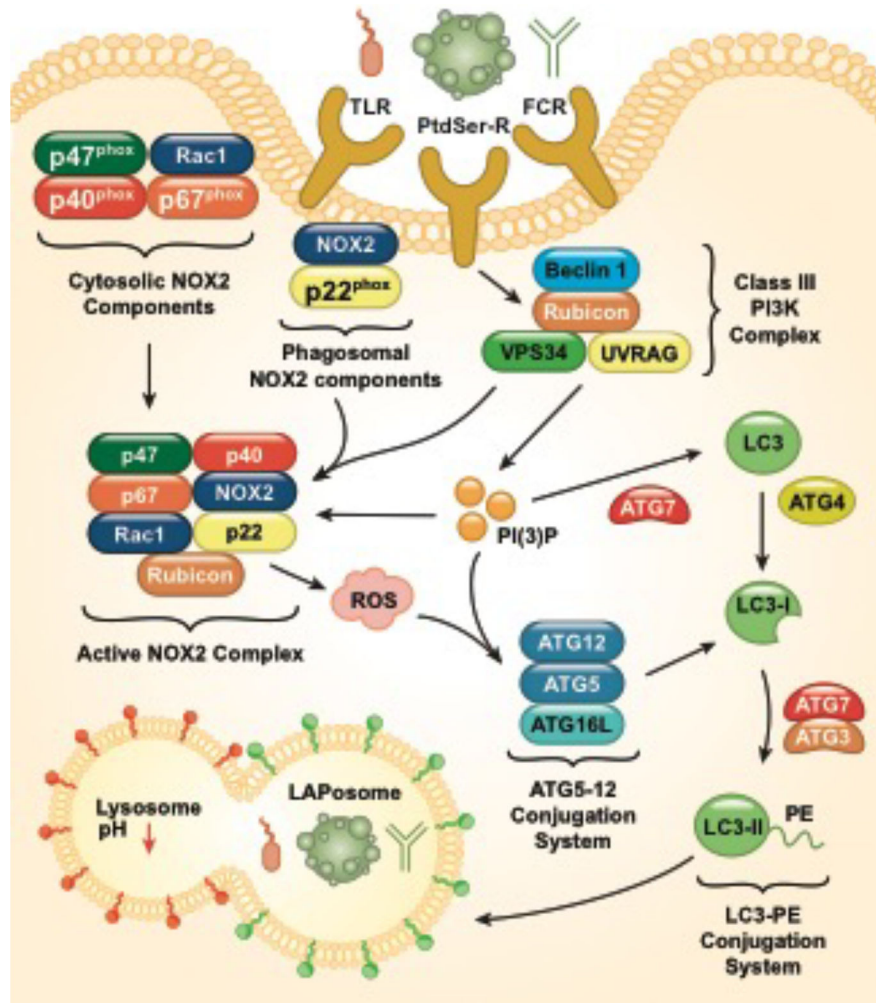 TLR
PtdSer-R
FCR
p47phox
Rac1
p40phox
p67phox
Cytosolic NOX2
Components
NOX2
p22phox
Phagosomal
NOX2 components
Beclin 1
Rubicon
VPS34
UVRAG
Class III
PI3K
Complex
p47
p40
p67
NOX2
Rac1
p22
Rubicon
Active NOX2 Complex
ROS
PI(3)P
ATG7
LC3
ATG4
LC3-I
ATG12
ATG5
ATG16L
ATG5-12
Conjugation
System
ATG7
ATG3
LC3-II
PE
LC3-PE
Conjugation
System
Lysosome
pH
LAPosome